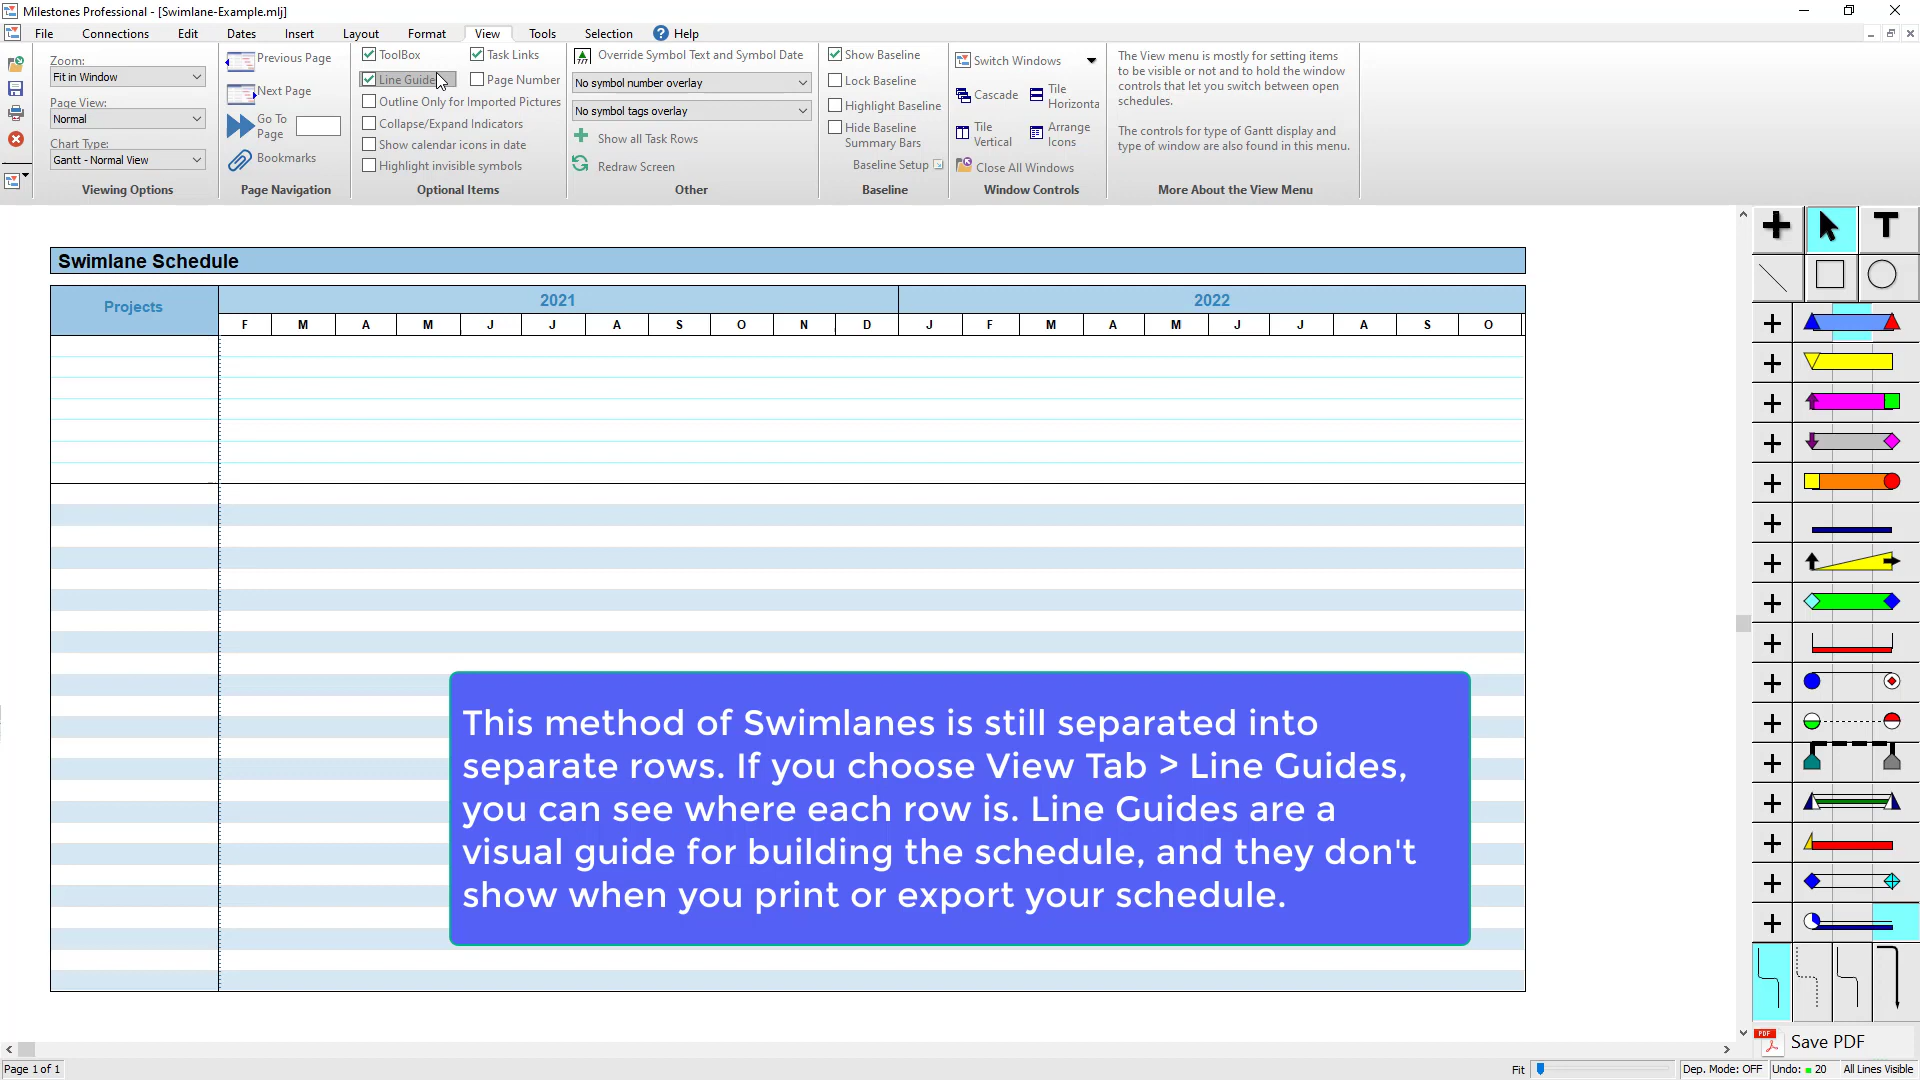 Milestones Professional - [Swimlane-Example.mlj]
File Connections Edit Dates Insert Layout Format View Tools Selection Help
Zoom:
Fit in Window
Page View:
Normal
Chart Type:
Gantt - Normal View
Viewing Options
Previous Page
Next Page
Go To
Page
Bookmarks
Page Navigation
ToolBox
Task Links
Line Guide
Page Number
Outline Only for Imported Pictures
Collapse/Expand Indicators
Show calendar icons in date
Highlight invisible symbols
Optional Items
Override Symbol Text and Symbol Date
No symbol number overlay
No symbol tags overlay
Show all Task Rows
Redraw Screen
Other
Show Baseline
Lock Baseline
Highlight Baseline
Hide Baseline
Summary Bars
Baseline Setup
Baseline
Switch Windows
Cascade
Tile
Horizonta
Tile
Vertical
Arrange
Icons
Close All Windows
Window Controls
The View menu is mostly for setting items
to be visible or not and to hold the window
controls that let you switch between open
schedules.
The controls for type of Gantt display and
type of window are also found in this menu.
More About the View Menu
Swimlane Schedule
Projects
2021 2022
F M A M J J A S O N D J F M A M J J A S O
This method of Swimlanes is still separated into
separate rows. If you choose View Tab > Line Guides,
you can see where each row is. Line Guides are a
visual guide for building the schedule, and they don't
show when you print or export your schedule.
T
PDF
Save PDF
Page 1 of 1
Fit
Dep. Mode: OFF
Undo: 20
All Lines Visible